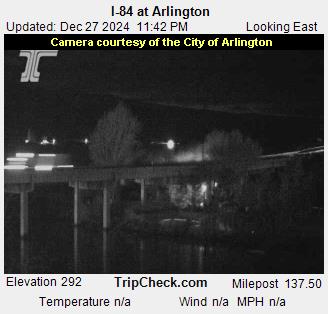 I-84 at Arlington
Updated: Dec 27 2024 11:42 PM Looking East
Camera courtesy of the City of Arlington
Elevation 292 TripCheck.com Milepost 137.50
Temperature n/a Wind n/a MPH n/a